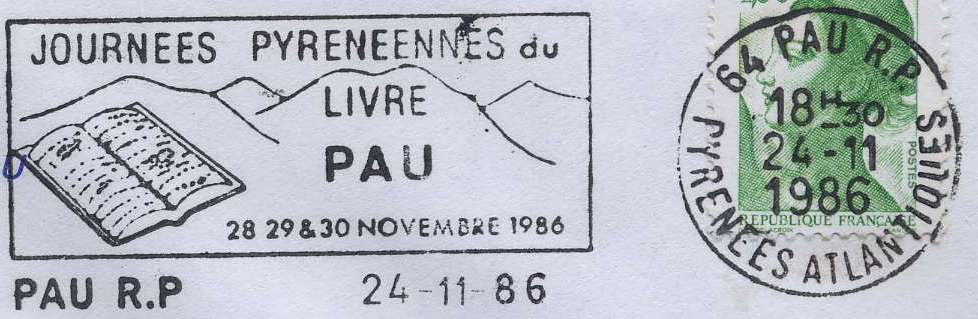 JOURNEES PYRENEENNES du
LIVRE
PAU
28 29 & 30 NOVEMBRE 1986
PAU R.P
24-11-86
64 PAU R.P
18H30
24-11
1986
PYRENEES ATLANTIQUES
POSTES
REPUBLIQUE FRANÇAISE